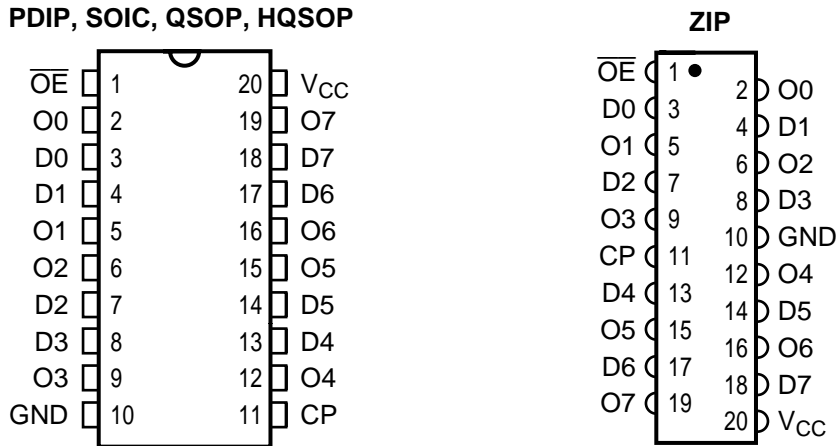 PDIP, SOIC, QSOP, HQSOP
OE 1 20 VCC
O0 2 19 O7
D0 3 18 D7
D1 4 17 D6
O1 5 16 O6
O2 6 15 O5
D2 7 14 D5
D3 8 13 D4
O3 9 12 O4
GND 10 11 CP
ZIP
OE 1
2 O0
D0 3
4 D1
O1 5
6 O2
D2 7
8 D3
O3 9
10 GND
CP 11
12 O4
D4 13
14 D5
O5 15
16 O6
D6 17
18 D7
O7 19
20 VCC